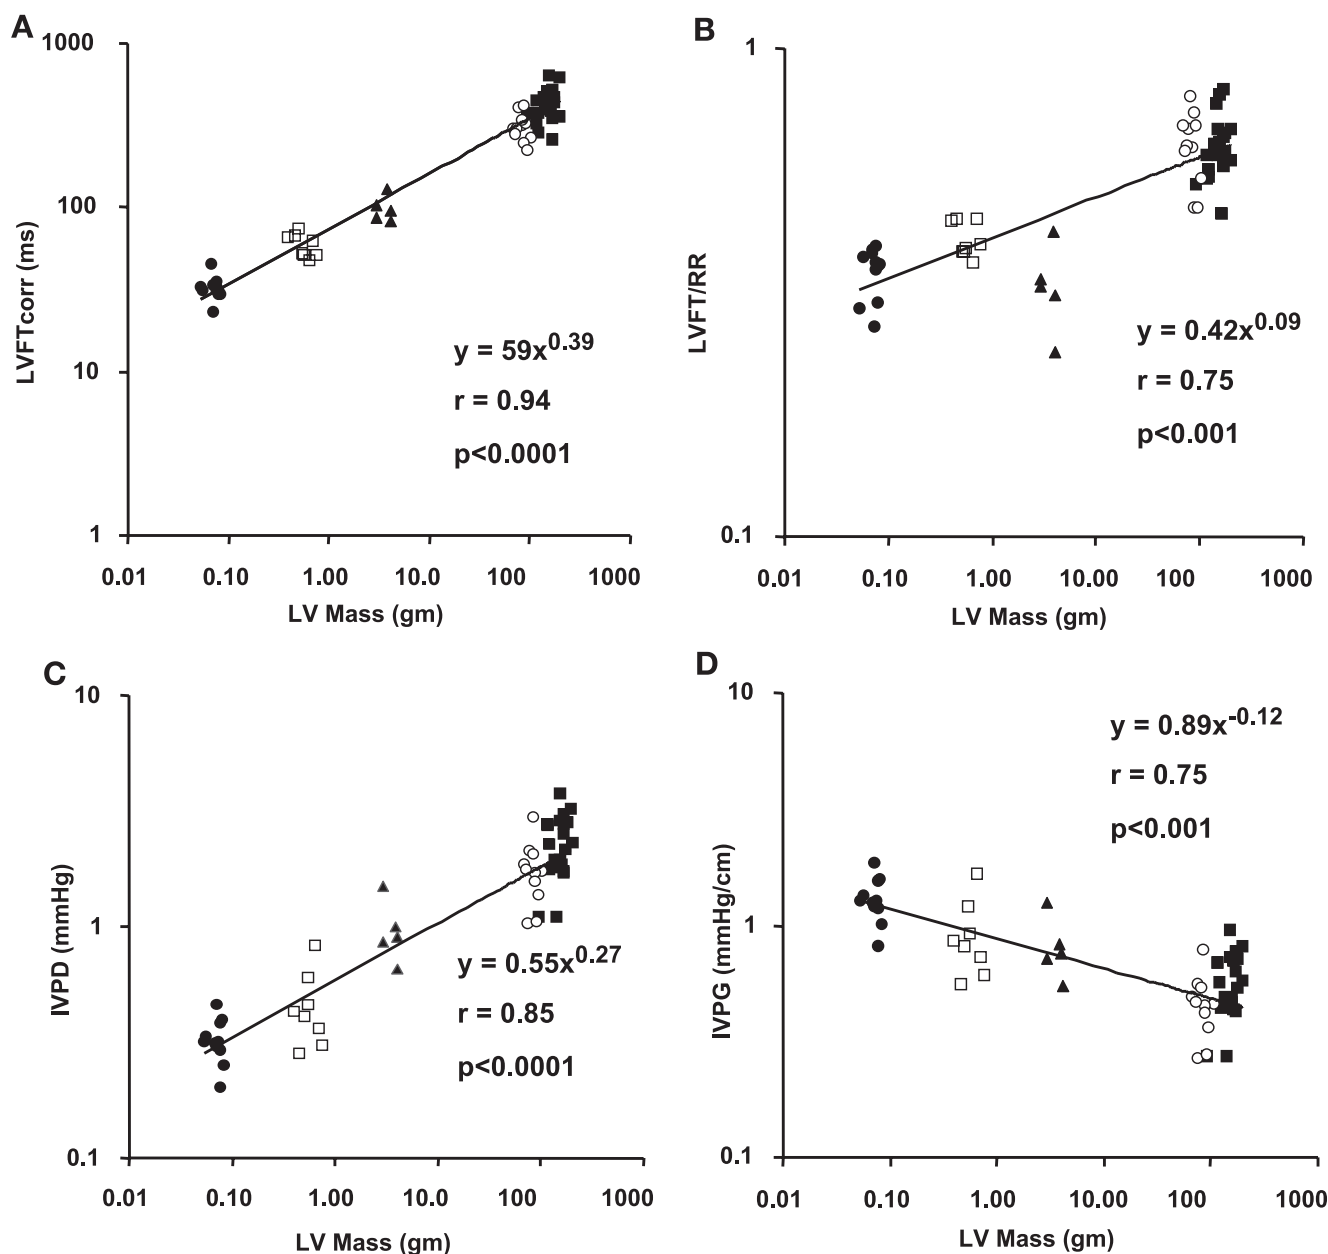 A
1000
100
10
1
LVFTcorr (ms)
y = 59x^0.39
r = 0.94
p<0.0001
0.01 0.10 1.00 10.0 100 1000
LV Mass (gm)
B
1
0.1
LVFT/RR
y = 0.42x^0.09
r = 0.75
p<0.001
0.01 0.10 1.00 10.00 100 1000
LV Mass (gm)
C
10
1
0.1
IVPD (mmHg)
y = 0.55x^0.27
r = 0.85
p<0.0001
0.01 0.10 1.00 10.0 100 1000
LV Mass (gm)
D
10
1
0.1
IVPG (mmHg/cm)
y = 0.89x^-0.12
r = 0.75
p<0.001
0.01 0.10 1.00 10.00 100 1000
LV Mass (gm)